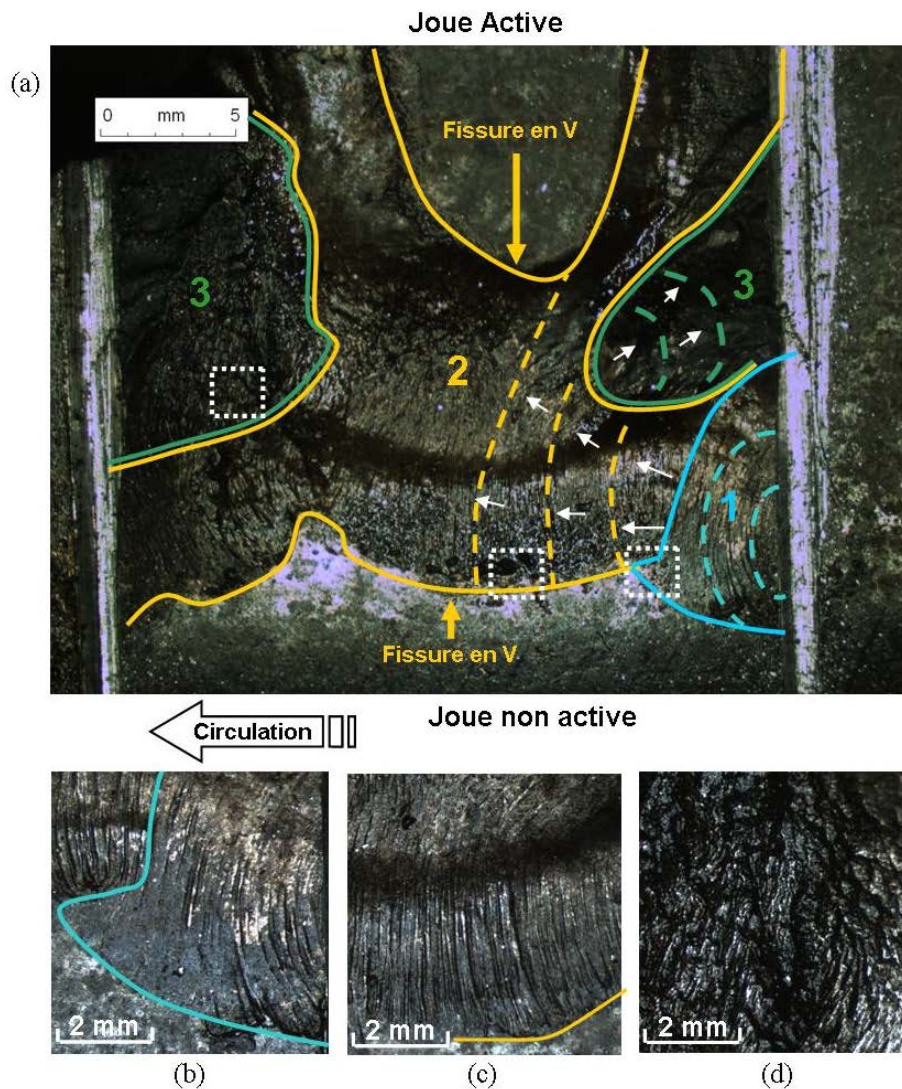 Joue Active
(a)
0 mm 5
Fissure en V
3
3
2
1
Fissure en V
Circulation
Joue non active
2 mm
2 mm
2 mm
(b)
(c)
(d)